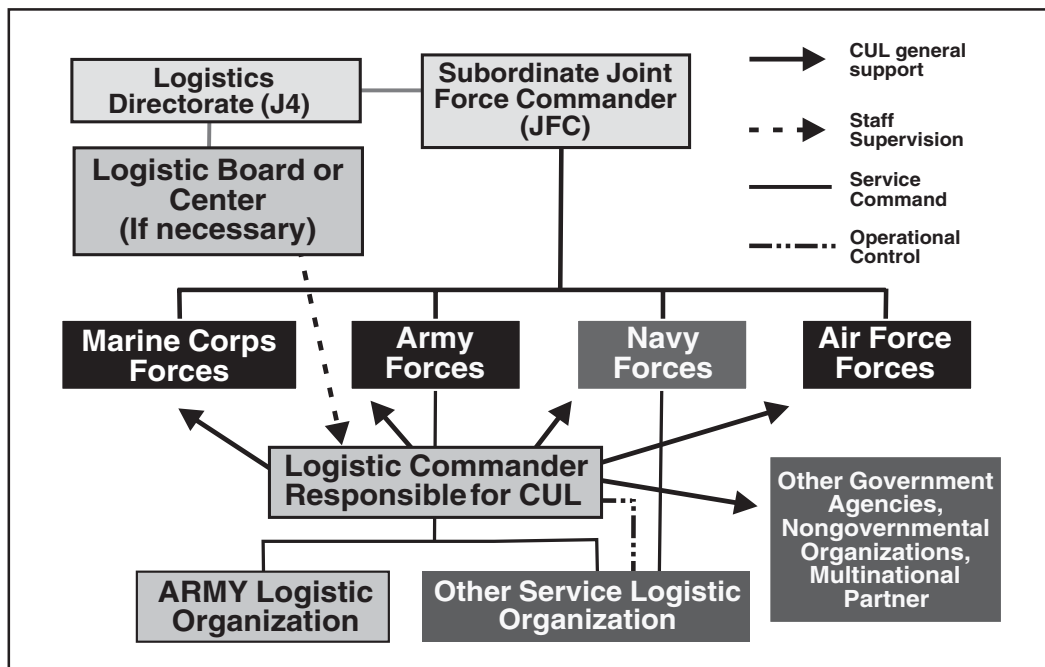 Logistics
Directorate (J4)
Subordinate Joint
Force Commander
(JFC)
CUL general
support
Staff
Supervision
Service
Command
Operational
Control
Logistic Board or
Center
(If necessary)
Marine Corps
Forces
Army
Forces
Navy
Forces
Air Force
Forces
Logistic Commander
Responsible for CUL
Other Government
Agencies,
Nongovernmental
Organizations,
Multinational
Partner
ARMY Logistic
Organization
Other Service Logistic
Organization